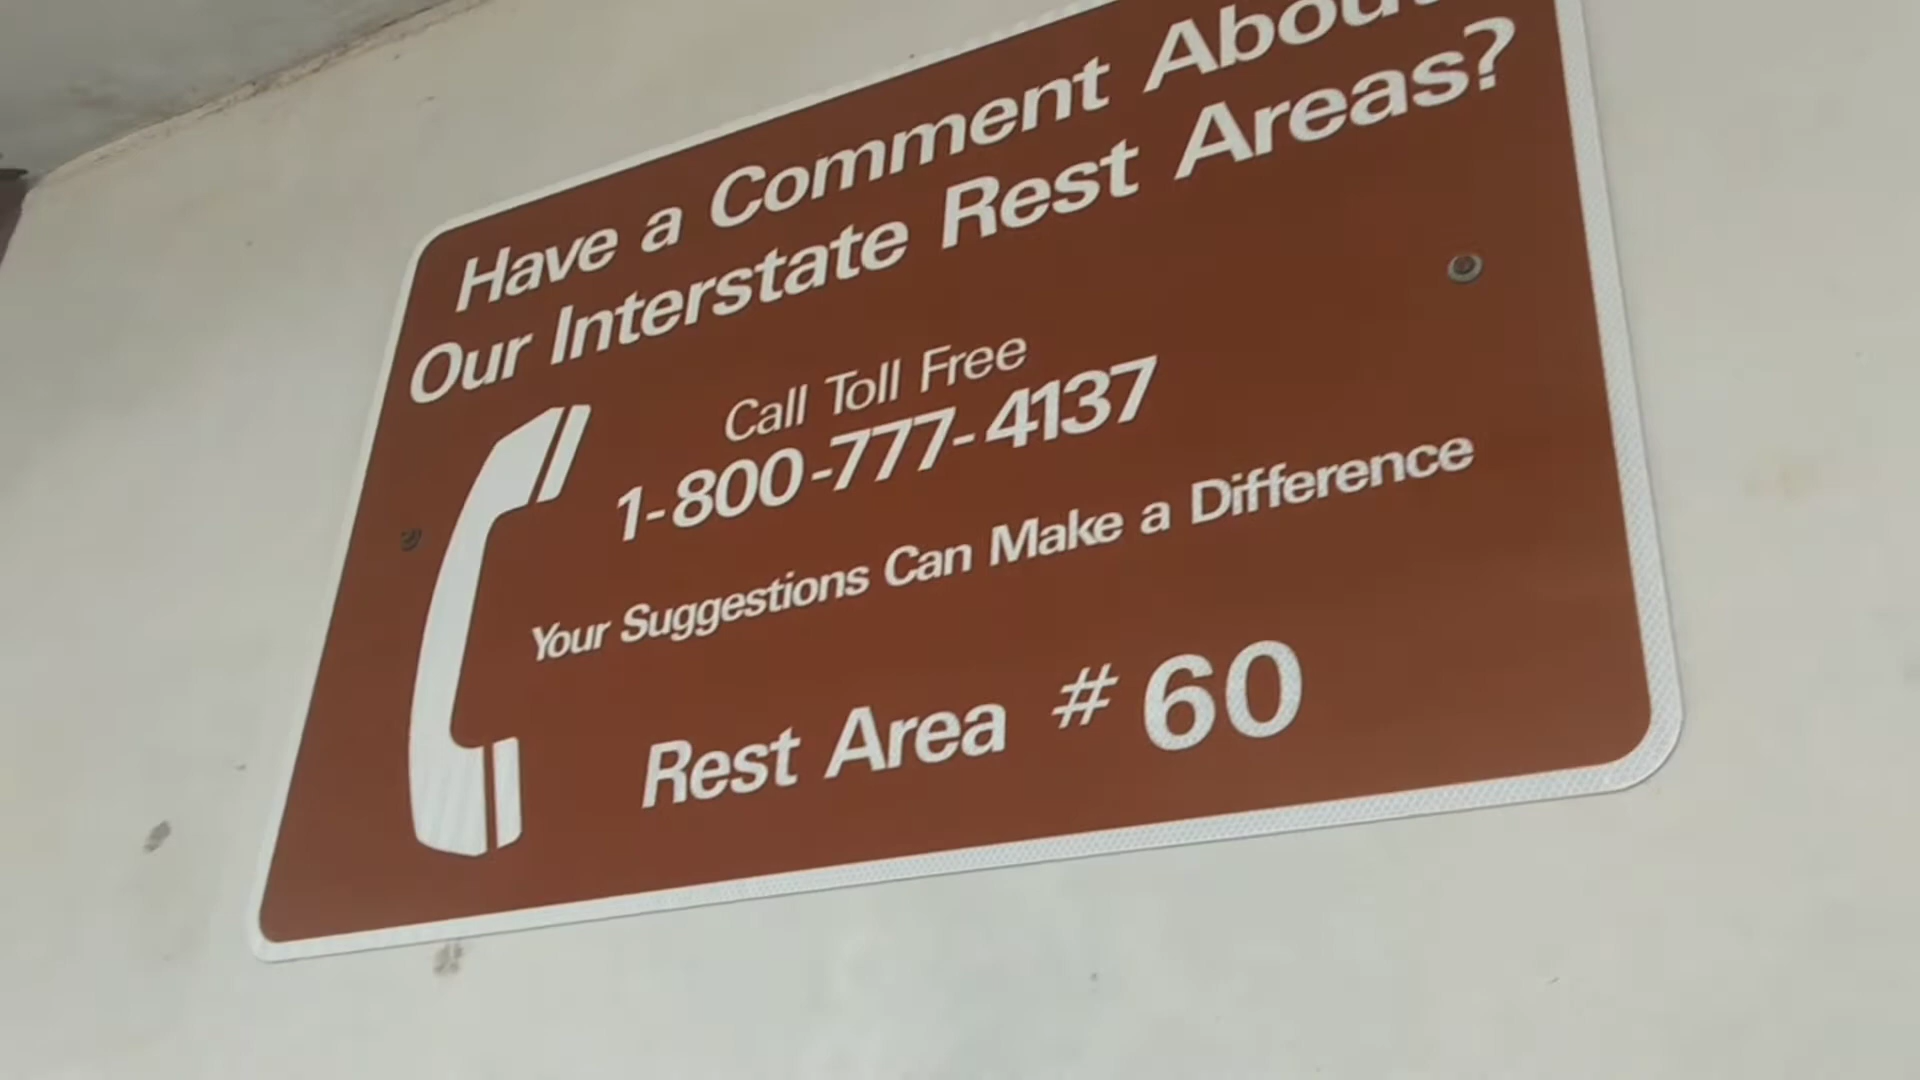 Have a Comment About
Our Interstate Rest Areas?
Call Toll Free
1-800-777-4137
Your Suggestions Can Make a Difference
Rest Area # 60